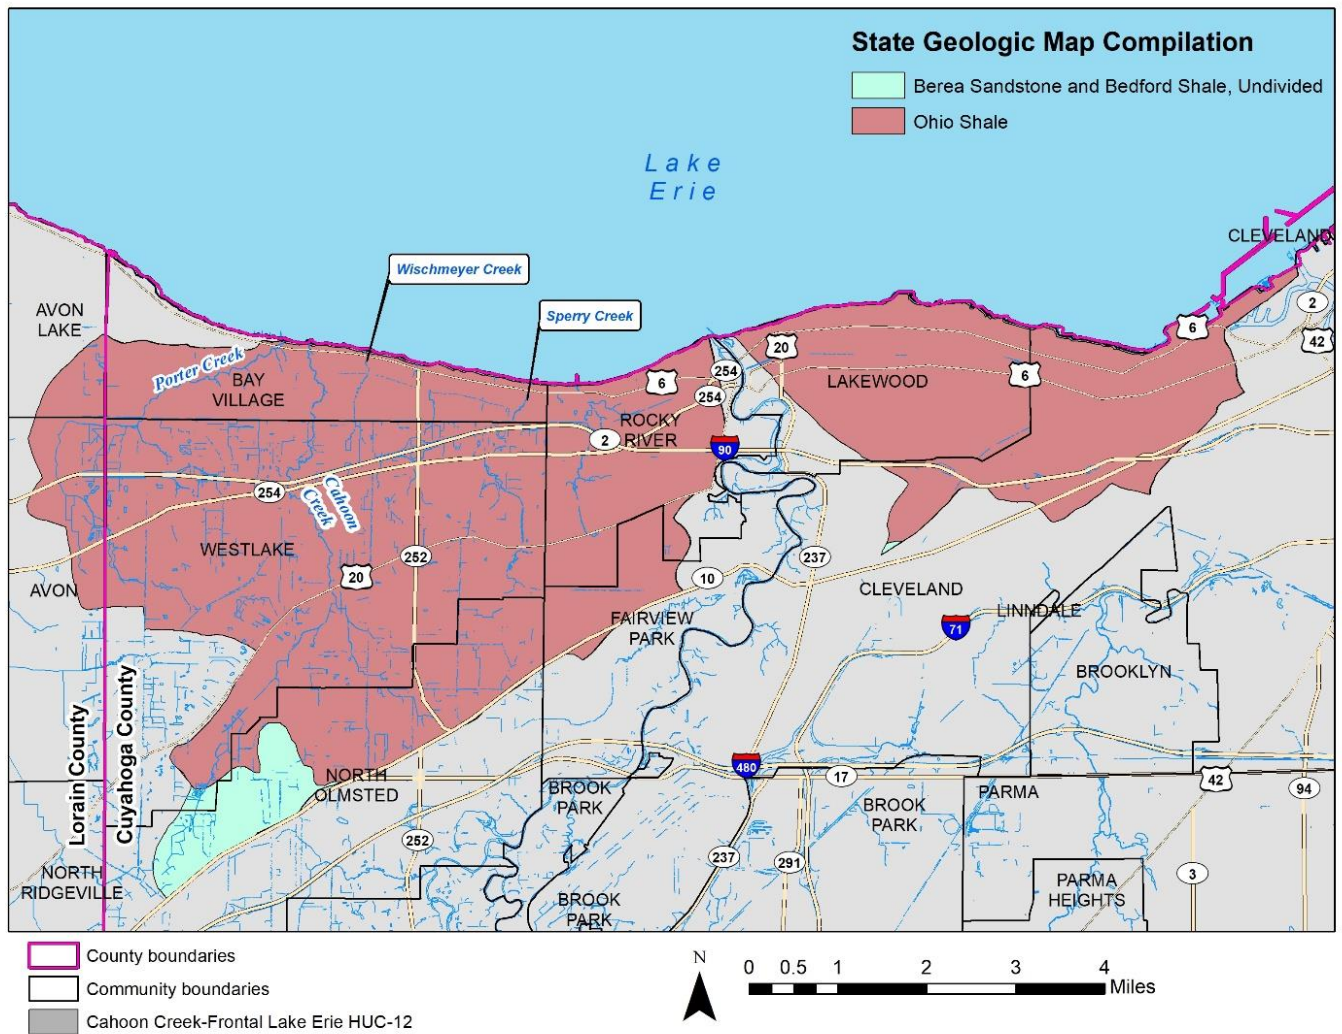 State Geologic Map Compilation
Berea Sandstone and Bedford Shale, Undivided
Ohio Shale
Lake
Erie
CLEVELAND
Wischmeyer Creek
2
AVON
LAKE
Sperry Creek
6
42
20
Porter Creek
254
6
6
LAKEWOOD
BAY
VILLAGE
254
ROCKY
RIVER
2
90
254
Cahoon
Creek
WESTLAKE
252
237
20
10
AVON
CLEVELAND
LINNDALE
FAIRVIEW
PARK
71
BROOKLYN
Lorain County
Cuyahoga County
480
17
42
NORTH
OLMSTED
BROOK
PARK
PARMA
94
BROOK
PARK
252
237
291
3
NORTH
RIDGEVILLE
PARMA
HEIGHTS
BROOK
PARK
County boundaries
Community boundaries
Cahoon Creek-Frontal Lake Erie HUC-12
N
0 0.5 1 2 3 4
Miles